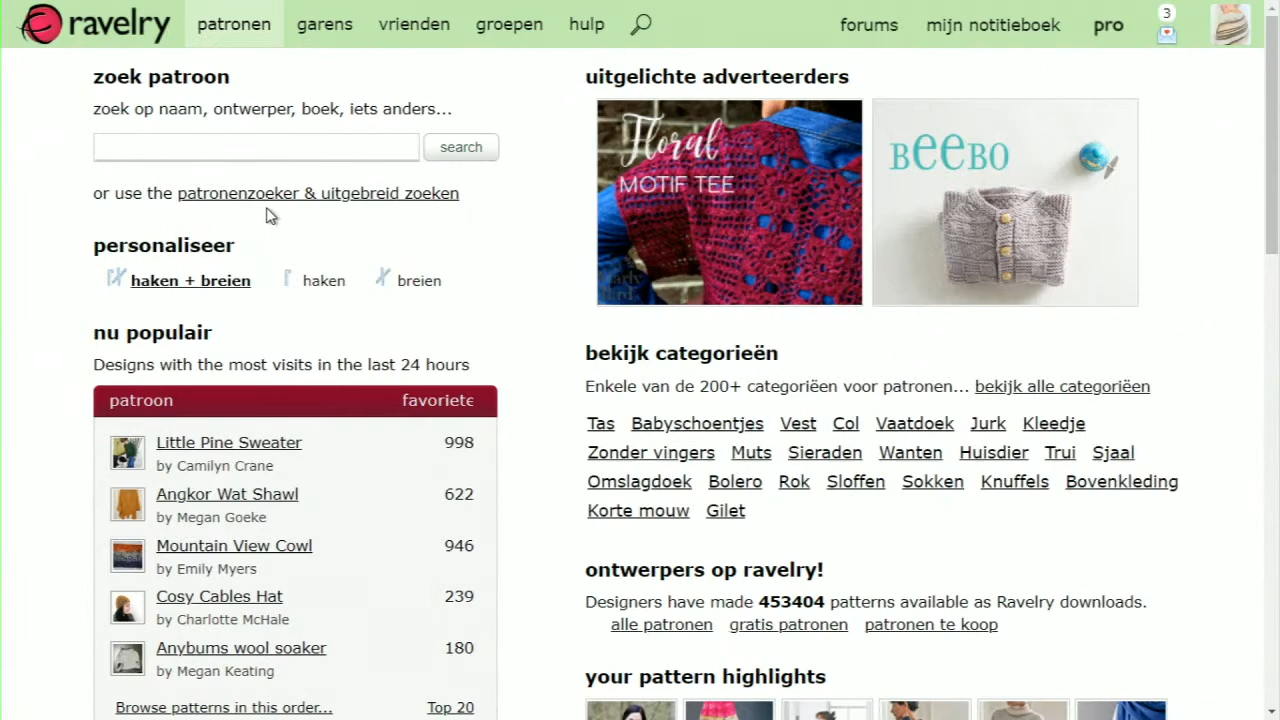 ravelry
patronen garens vrienden groepen hulp
forums mijn notitieboek pro 3
zoek patroon
zoek op naam, ontwerper, boek, iets anders...
search
or use the patronenzoeker & uitgebreid zoeken
personaliseer
haken + breien haken breien
nu populair
Designs with the most visits in the last 24 hours
patroon favoriete
Little Pine Sweater 998
by Camilyn Crane
Angkor Wat Shawl 622
by Megan Goeke
Mountain View Cowl 946
by Emily Myers
Cosy Cables Hat 239
by Charlotte McHale
Anybums wool soaker 180
by Megan Keating
Browse patterns in this order... Top 20
uitgelichte adverteerders
Floral
MOTIF TEE
BEEBO
bekijk categorieën
Enkele van de 200+ categoriëen voor patronen... bekijk alle categoriëen
Tas Babyschoentjes Vest Col Vaatdoek Jurk Kleedje
Zonder vingers Muts Sieraden Wanten Huisdier Trui Sjaal
Omslagdoek Bolero Rok Sloffen Sokken Knuffels Bovenkleding
Korte mouw Gilet
ontwerpers op ravelry!
Designers have made 453404 patterns available as Ravelry downloads.
alle patronen gratis patronen patronen te koop
your pattern highlights